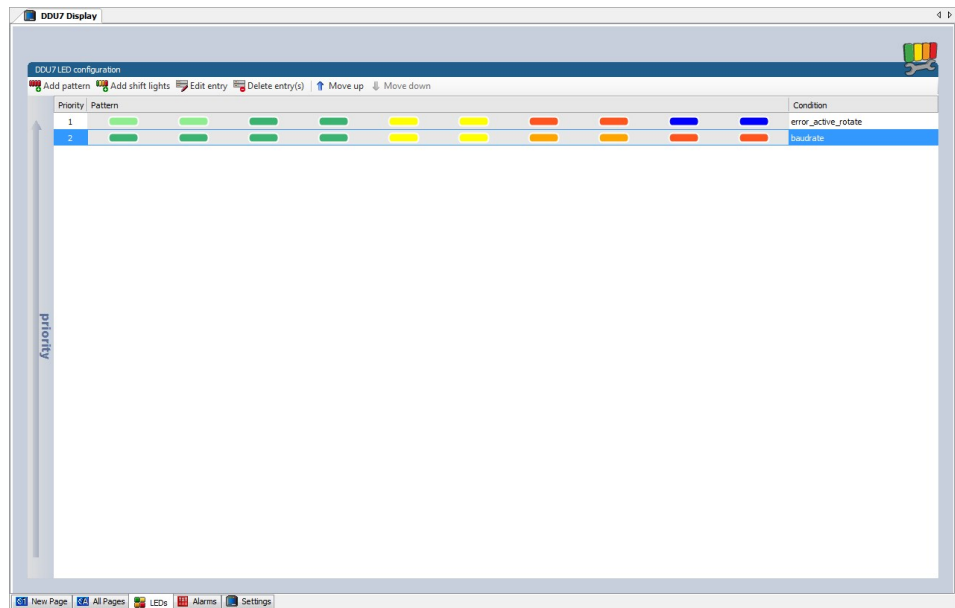 DDU7 Display
DDU7 LED configuration
Add pattern Add shift lights Edit entry Delete entry(s) Move up Move down
Priority Pattern Condition
1 error_active_rotate
2 baudrate
priority
New Page All Pages LEDs Alarms Settings